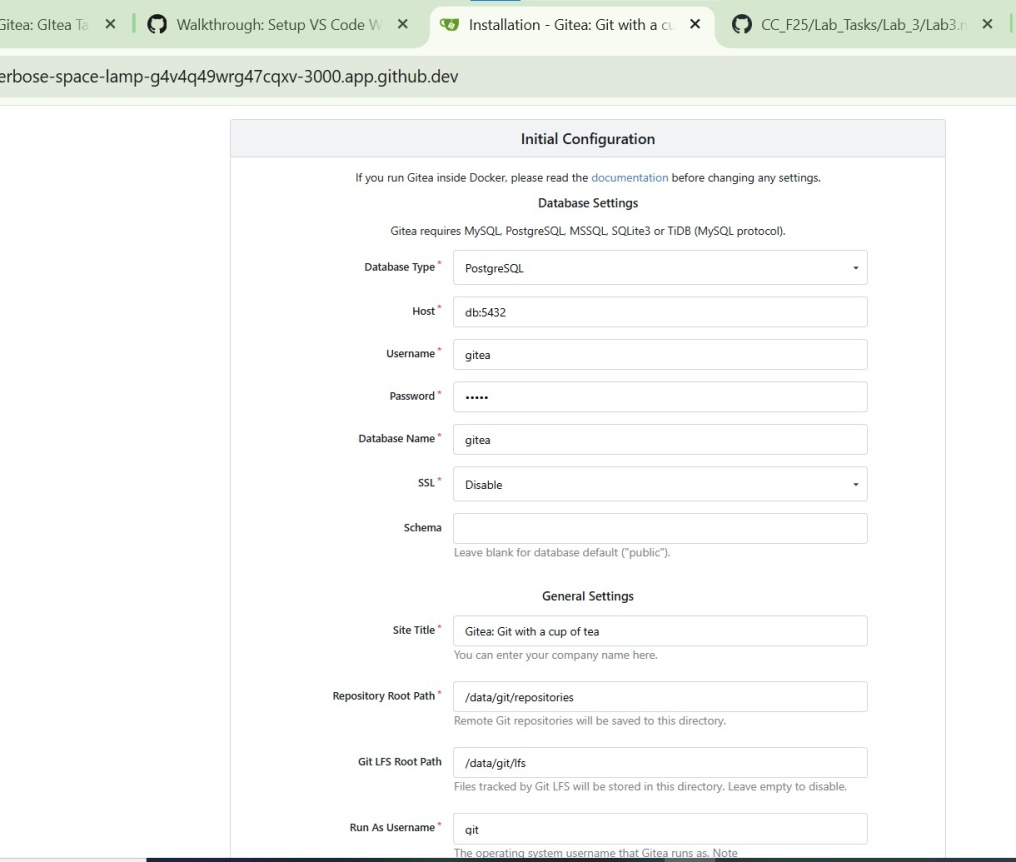 Gitea: GItea Ta
Walkthrough: Setup VS Code W
Installation - Gitea: Git with a cu
CC_F25/Lab_Tasks/Lab_3/Lab3.
erbose-space-lamp-g4v4q49wrg47cqxv-3000.app.github.dev
Initial Configuration
If you run Gitea inside Docker, please read the documentation before changing any settings.
Database Settings
Gitea requires MySQL, PostgreSQL, MSSQL, SQLite3 or TiDB (MySQL protocol).
Database Type *
PostgreSQL
Host *
db:5432
Username *
gitea
Password *
•••••
Database Name *
gitea
SSL *
Disable
Schema
Leave blank for database default ("public").
General Settings
Site Title *
Gitea: Git with a cup of tea
You can enter your company name here.
Repository Root Path *
/data/git/repositories
Remote Git repositories will be saved to this directory.
Git LFS Root Path
/data/git/lfs
Files tracked by Git LFS will be stored in this directory. Leave empty to disable.
Run As Username *
git
The operating system username that Gitea runs as. Note